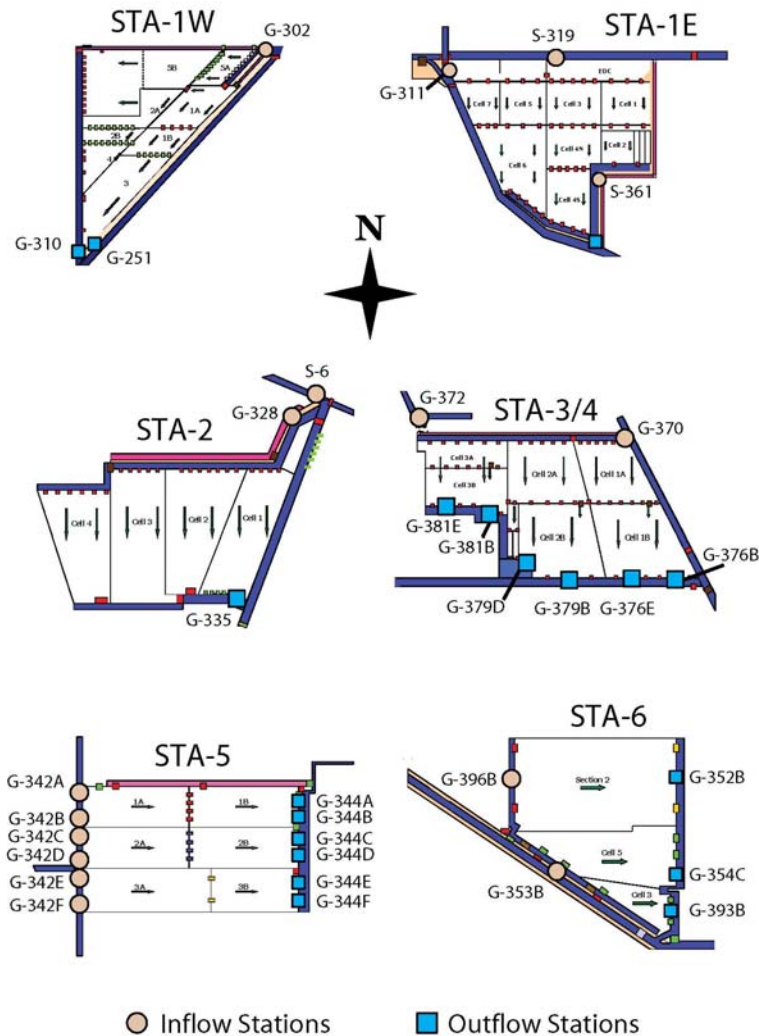 STA-1W
G-302
5B
5A
2A
1A
2B
1B
4
3
G-310
G-251
STA-1E
S-319
G-311
EDC
Cell 7
Cell 5
Cell 3
Cell 1
Cell 4N
Cell 2
Cell 6
S-361
Cell 4S
N
S-6
G-328
STA-2
Cell 4
Cell 3
Cell 2
Cell 1
G-335
G-372
STA-3/4
G-370
Cell 3A
Cell 2A
Cell 1A
Cell 3B
G-381E
G-381B
Cell 2B
Cell 1B
G-376B
G-379D
G-379B
G-376E
STA-5
G-342A
1A
1B
G-344A
G-342B
G-344B
G-342C
2A
2B
G-344C
G-342D
G-344D
G-342E
3A
3B
G-344E
G-342F
G-344F
STA-6
G-396B
Section 2
G-352B
Cell 5
G-353B
G-354C
Cell 3
G-393B
Inflow Stations
Outflow Stations